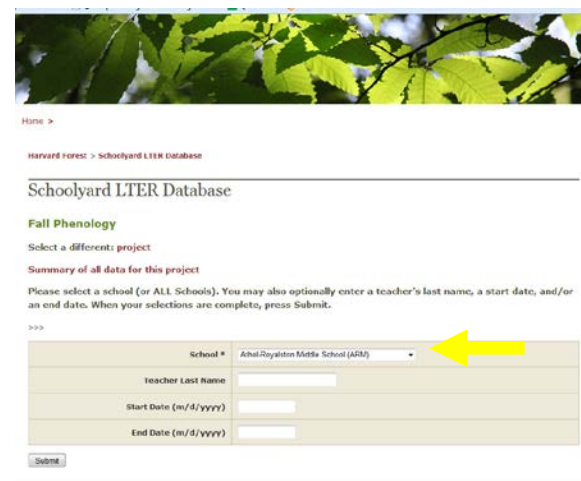 Home >
Harvard Forest > Schoolyard LTER Database
Schoolyard LTER Database
Fall Phenology
Select a different: project
Summary of all data for this project
Please select a school (or ALL Schools). You may also optionally enter a teacher's last name, a start date, and/or
an end date. When your selections are complete, press Submit.
>>>
School * Athol-Royalston Middle School (ARM)
Teacher Last Name
Start Date (m/d/yyyy)
End Date (m/d/yyyy)
Submit